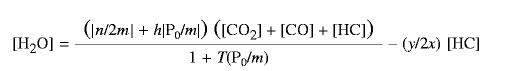 [H₂O] = (|n/2m| + h|P₀/m|) ([CO₂] + [CO] + [HC]) / 1 + T(P₀/m) – (y/2x) [HC]